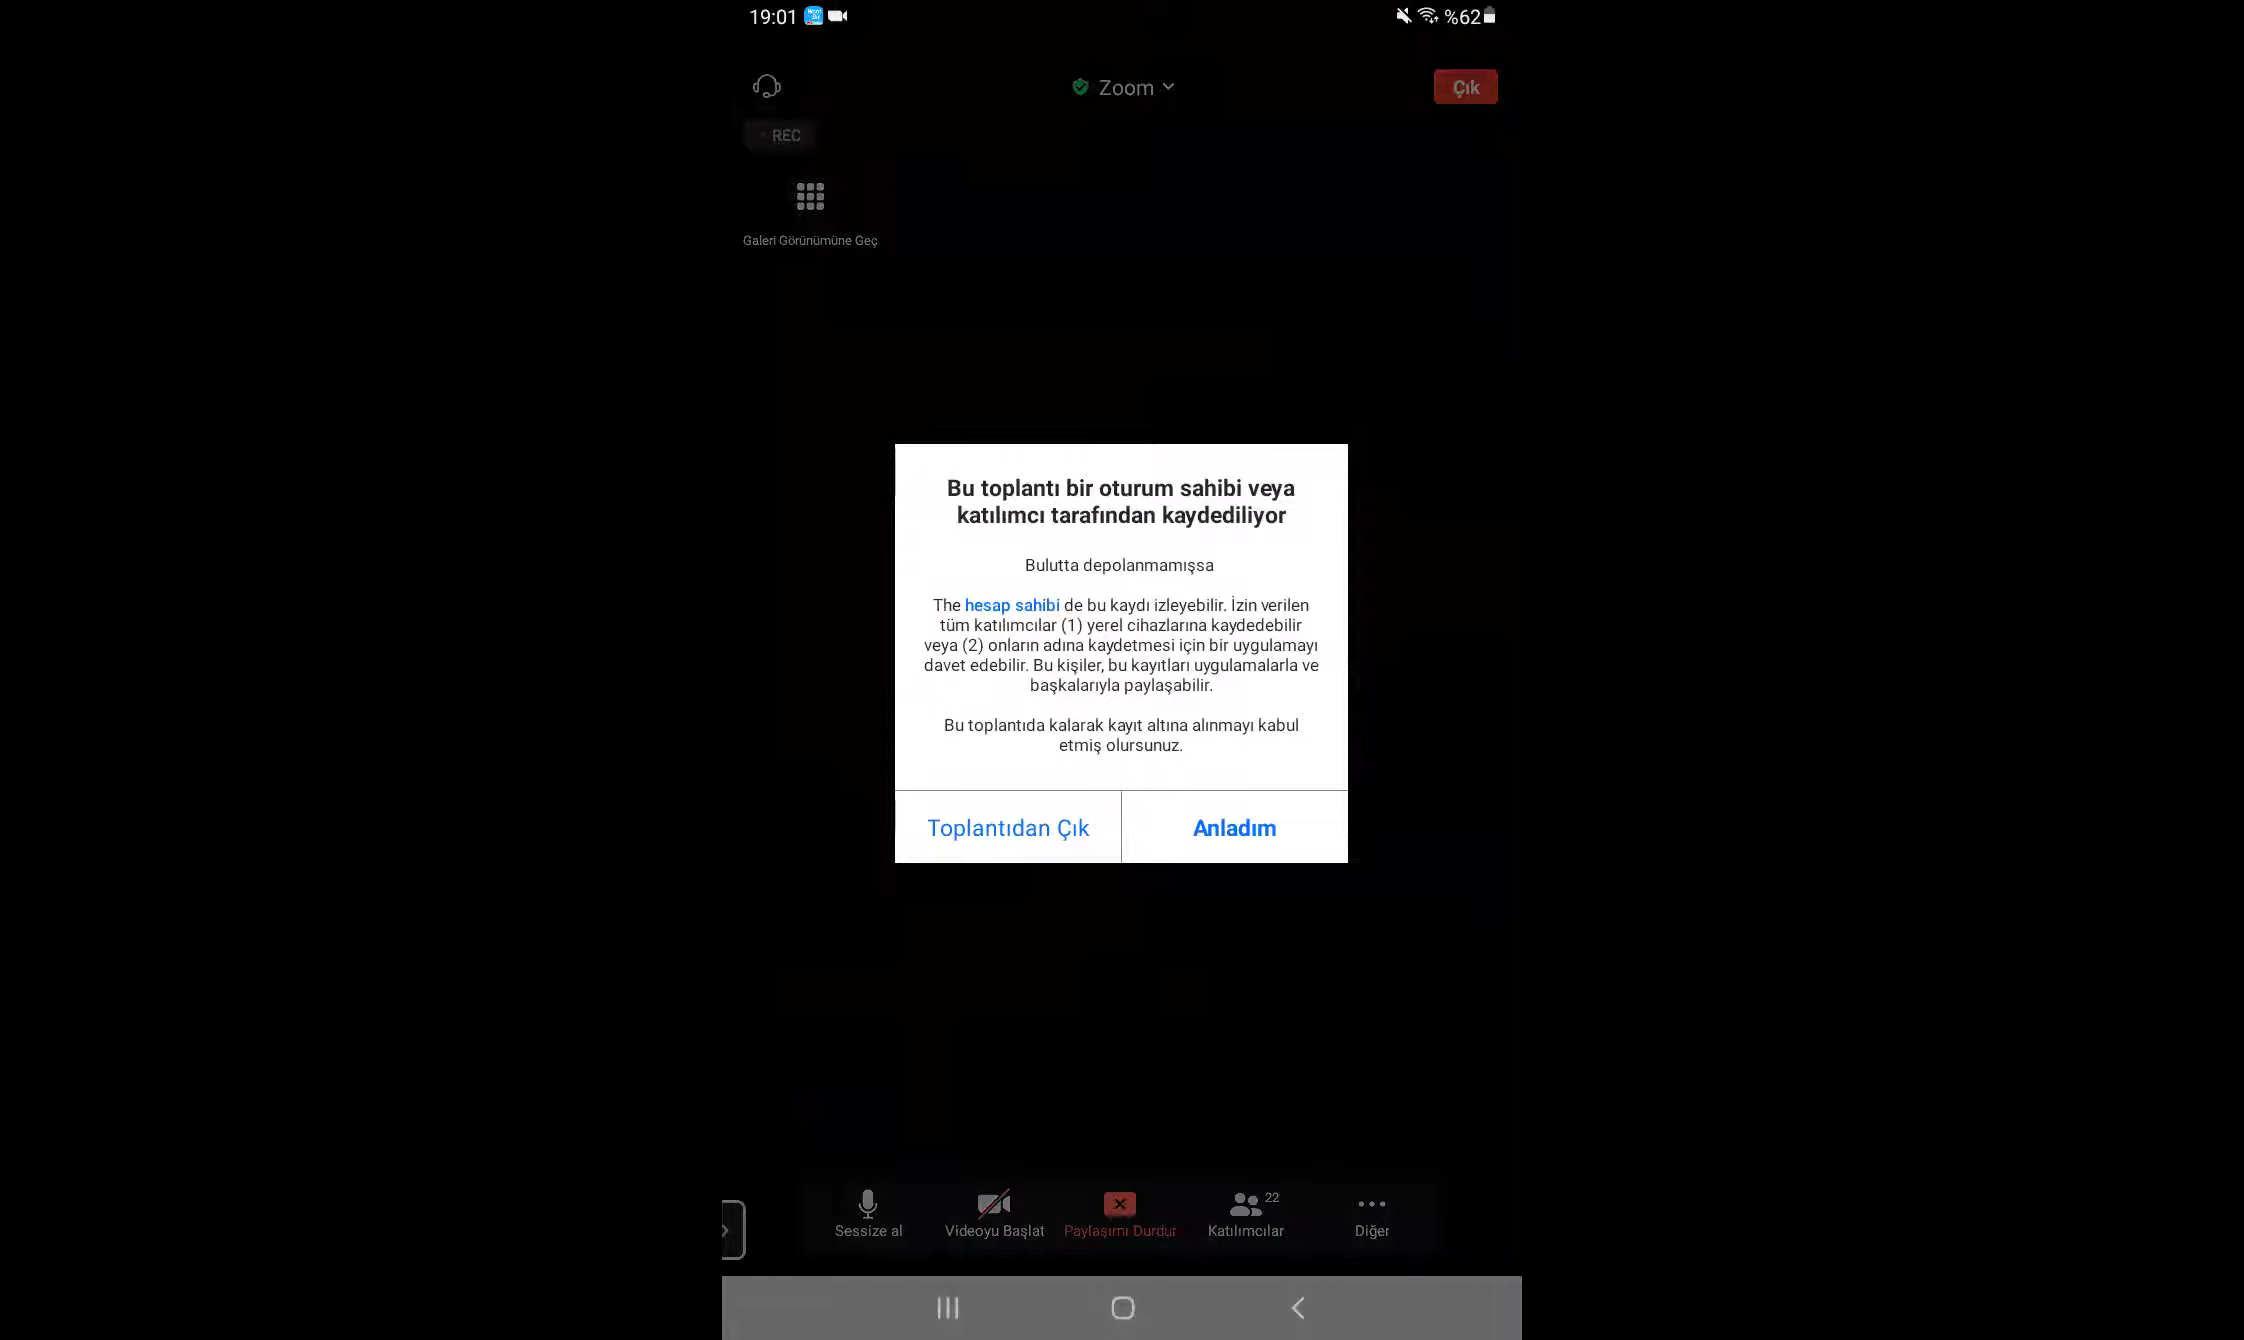 19:01
%62
Zoom
Çık
REC
Galeri Görünümüne Geç
Bu toplantı bir oturum sahibi veya
katılımcı tarafından kaydediliyor
Bulutta depolanmamışsa
The hesap sahibi de bu kaydı izleyebilir. İzin verilen
tüm katılımcılar (1) yerel cihazlarına kaydedebilir
veya (2) onların adına kaydetmesi için bir uygulamayı
davet edebilir. Bu kişiler, bu kayıtları uygulamalarla ve
başkalarıyla paylaşabilir.
Bu toplantıda kalarak kayıt altına alınmayı kabul
etmiş olursunuz.
Toplantıdan Çık
Anladım
22
Sessize al
Videoyu Başlat
Paylaşımı Durdur
Katılımcılar
Diğer